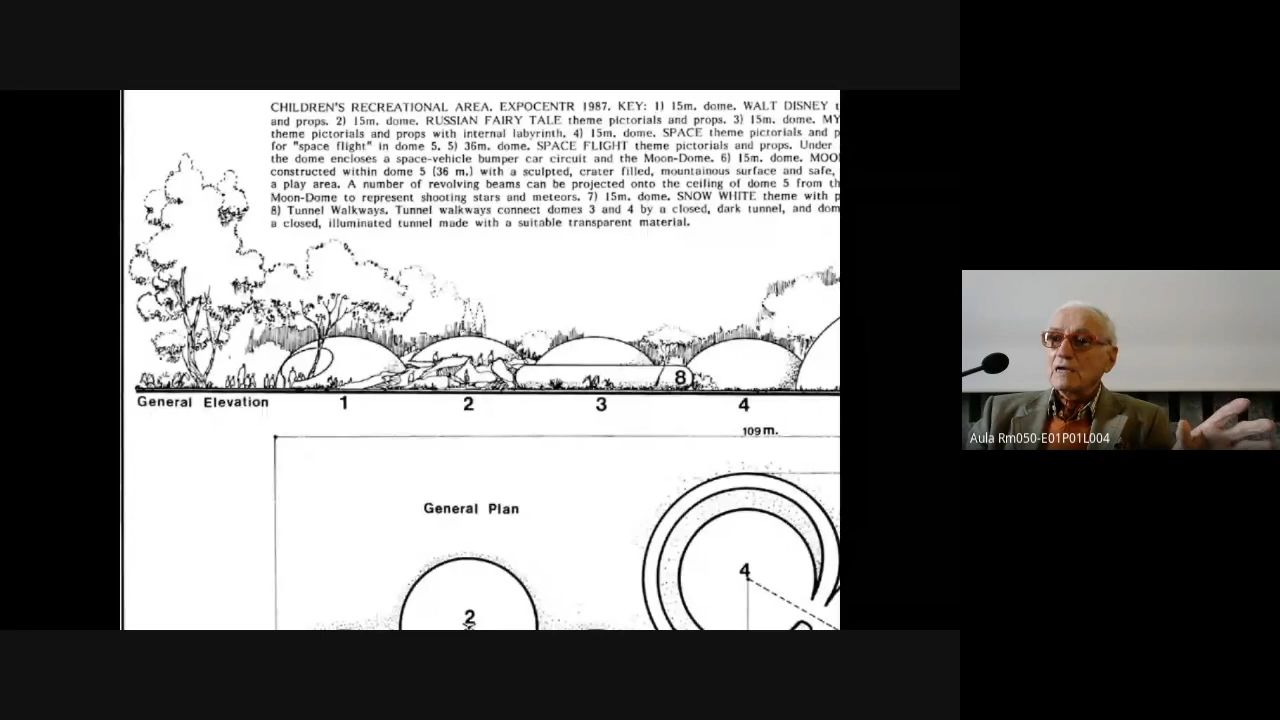 CHILDREN'S RECREATIONAL AREA. EXPOCENTR 1987. KEY: 1) 15m. dome. WALT DISNEY
and props. 2) 15m. dome. RUSSIAN FAIRY TALE theme pictorials and props. 3) 15m. dome.
theme pictorials and props with internal labyrinth. 4) 15m. dome. SPACE theme pictorials and
for "space flight" in dome 5. 5) 36m. dome. SPACE FLIGHT theme pictorials and props. Under
the dome encloses a space-vehicle bumper car circuit and the Moon-Dome. 6) 15m. dome.
constructed within dome 5 (36 m.) with a sculpted, crater filled, mountainous surface and safe,
a play area. A number of revolving beams can be projected onto the ceiling of dome 5 from
Moon-Dome to represent shooting stars and meteors. 7) 15m. dome. SNOW WHITE theme with
8) Tunnel Walkways. Tunnel walkways connect domes 3 and 4 by a closed, dark tunnel, and
a closed, illuminated tunnel made with a suitable transparent material.
8
General Elevation 1 2 3 4
109 m.
General Plan
4
2
Aula Rm050-E01P01L004